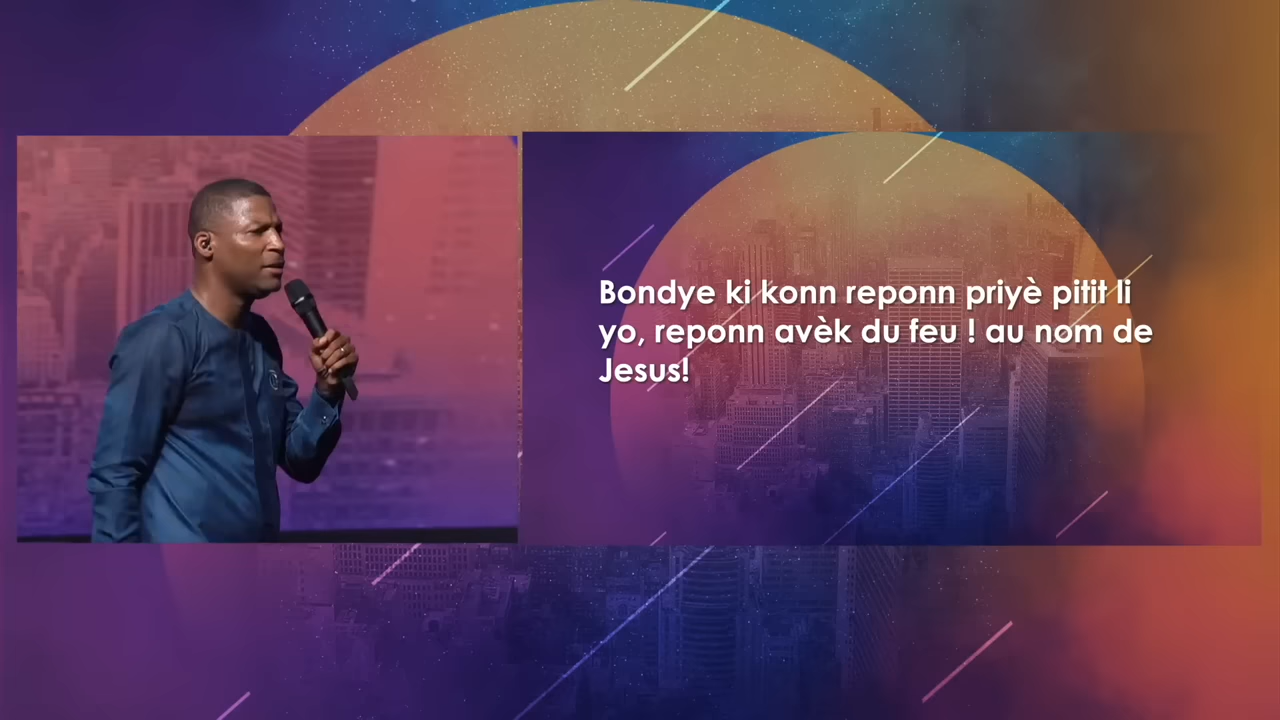 Bondye ki konn reponn priyè pitit li
yo, reponn avèk du feu ! au nom de
Jesus!